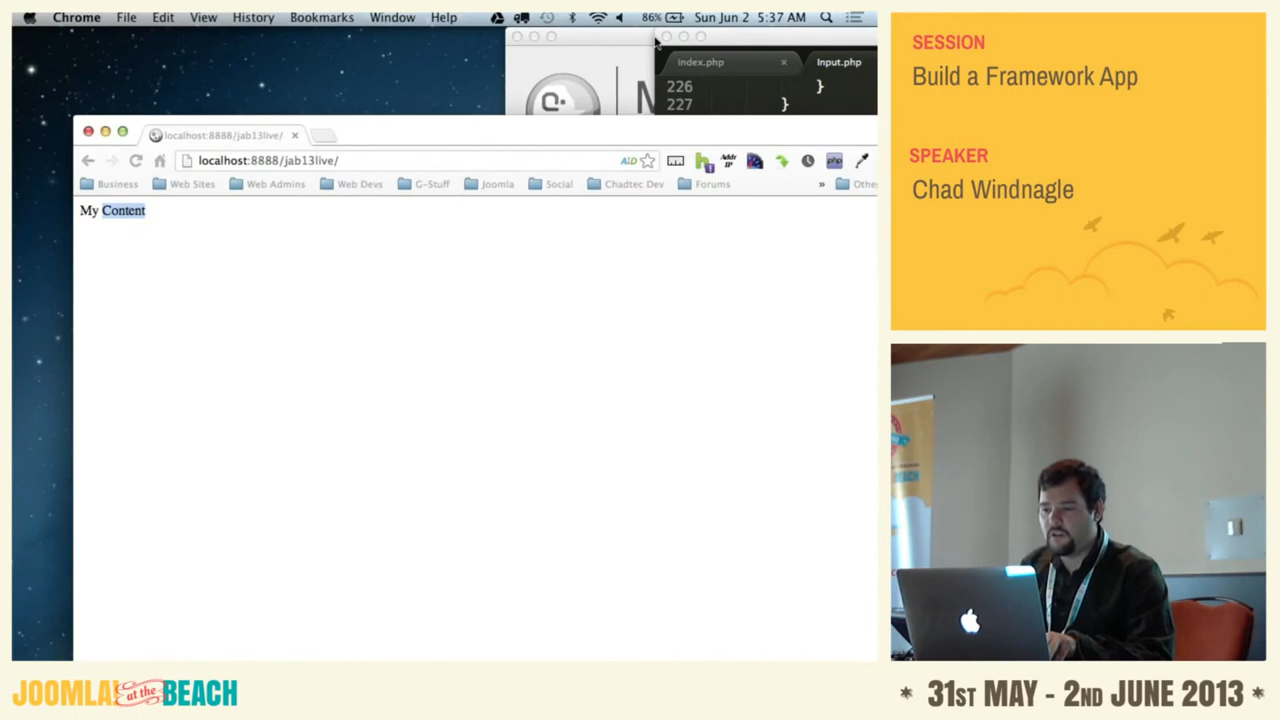 Chrome File Edit View History Bookmarks Window Help 86% Sun Jun 2 5:37 AM
index.php × Input.php
226 }
227 }
M
localhost:8888/jab13live/ ×
localhost:8888/jab13live/
Business Web Sites Web Admins Web Devs G-Stuff Joomla Social Chadtec Dev Forums » Othe
My Content
SESSION
Build a Framework App
SPEAKER
Chad Windnagle
JOOMLA! at the BEACH
* 31ST MAY - 2ND JUNE 2013 *